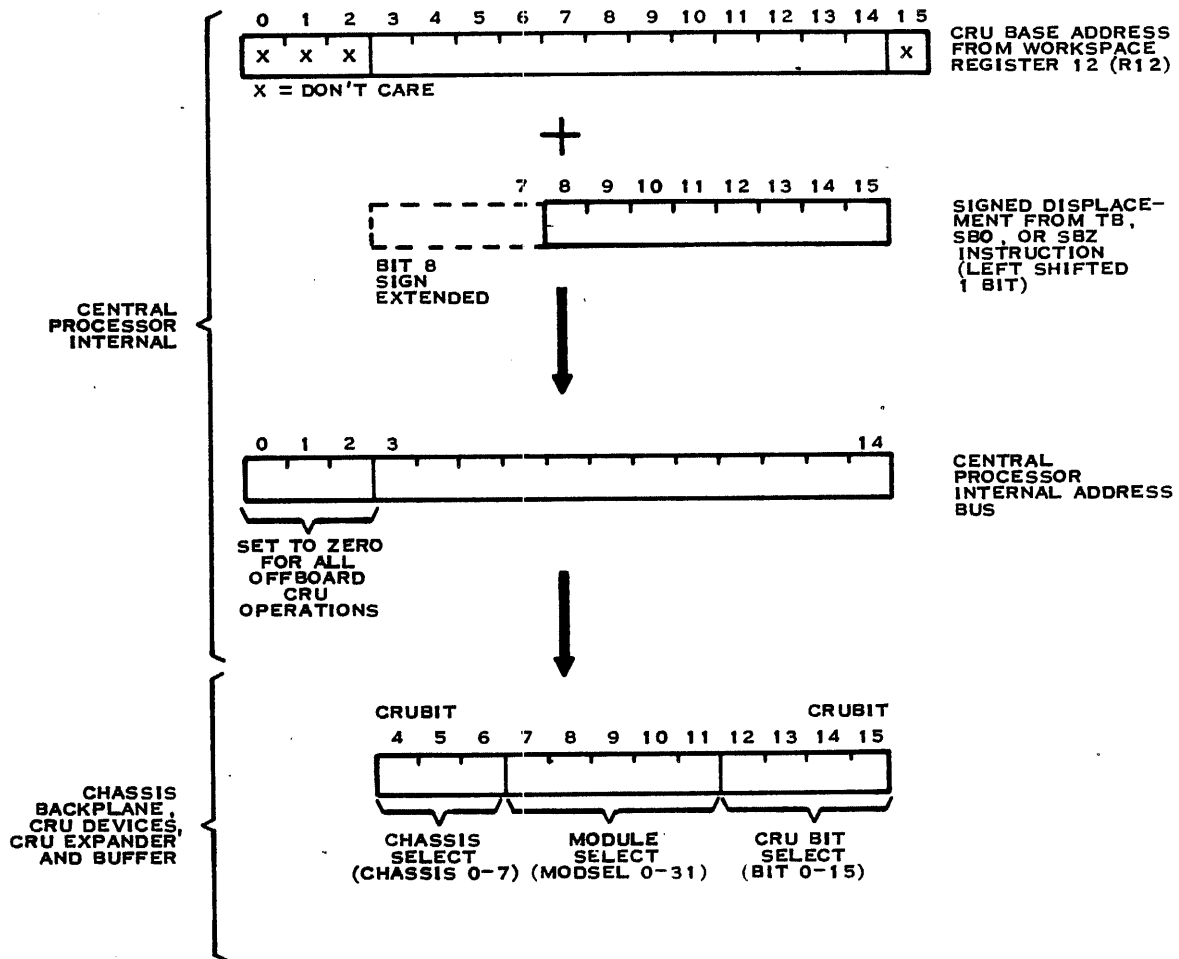 0 1 2 3 4 5 6 7 8 9 10 11 12 13 14 15
X X X X
CRU BASE ADDRESS
FROM WORKSPACE
REGISTER 12 (R12)
X = DON'T CARE
+
7 8 9 10 11 12 13 14 15
SIGNED DISPLACE-
MENT FROM TB,
SBO, OR SBZ
INSTRUCTION
(LEFT SHIFTED
1 BIT)
BIT 8
SIGN
EXTENDED
CENTRAL
PROCESSOR
INTERNAL
0 1 2 3 14
CENTRAL
PROCESSOR
INTERNAL ADDRESS
BUS
SET TO ZERO
FOR ALL
OFFBOARD
CRU
OPERATIONS
CRUBIT CRUBIT
4 5 6 7 8 9 10 11 12 13 14 15
CHASSIS
BACKPLANE,
CRU DEVICES,
CRU EXPANDER
AND BUFFER
CHASSIS
SELECT
(CHASSIS 0-7)
MODULE
SELECT
(MODSEL 0-31)
CRU BIT
SELECT
(BIT 0-15)